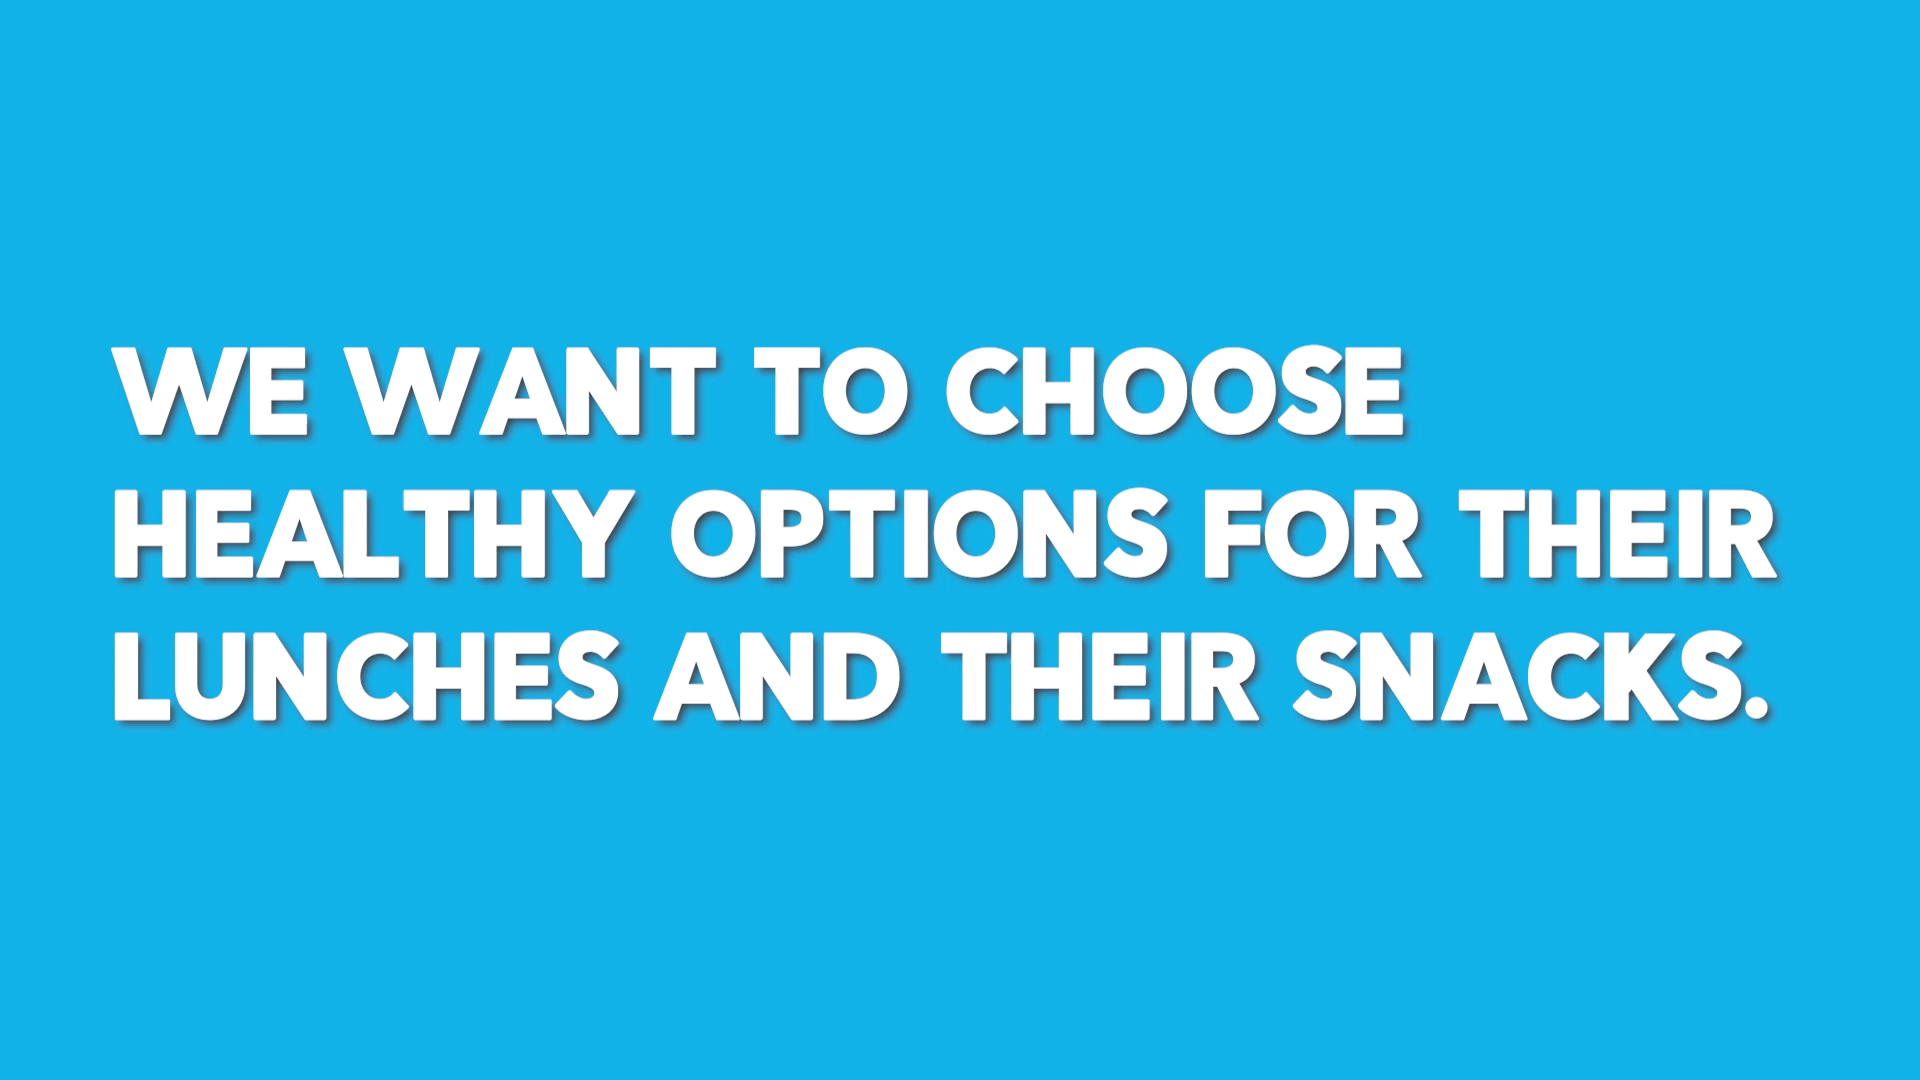 WE WANT TO CHOOSE
HEALTHY OPTIONS FOR THEIR
LUNCHES AND THEIR SNACKS.